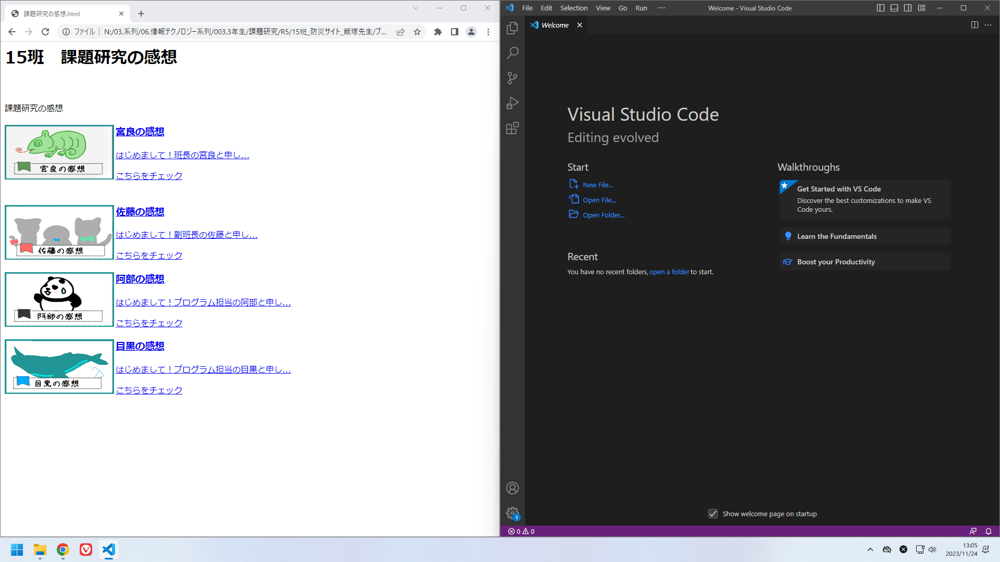 課題研究の感想.html
ファイル
N:/03.系列/06.情報テクノロジー系列/003.3年生/課題研究/R5/15班_防災サイト_飯塚先生/プ...
15班　課題研究の感想
課題研究の感想
宮良の感想
宮良の感想
はじめまして！班長の宮良と申し...
こちらをチェック
佐藤の感想
佐藤の感想
はじめまして！副班長の佐藤と申し...
こちらをチェック
阿部の感想
阿部の感想
はじめまして！プログラム担当の阿部と申し...
こちらをチェック
目黒の感想
目黒の感想
はじめまして！プログラム担当の目黒と申し...
こちらをチェック
File Edit Selection View Go Run ...
Welcome - Visual Studio Code
Welcome
Visual Studio Code
Editing evolved
Start
New File...
Open File...
Open Folder...
Recent
You have no recent folders, open a folder to start.
Walkthroughs
Get Started with VS Code
Discover the best customizations to make VS
Code yours.
Learn the Fundamentals
Boost your Productivity
Show welcome page on startup
1
0 0
13:05
2023/11/24